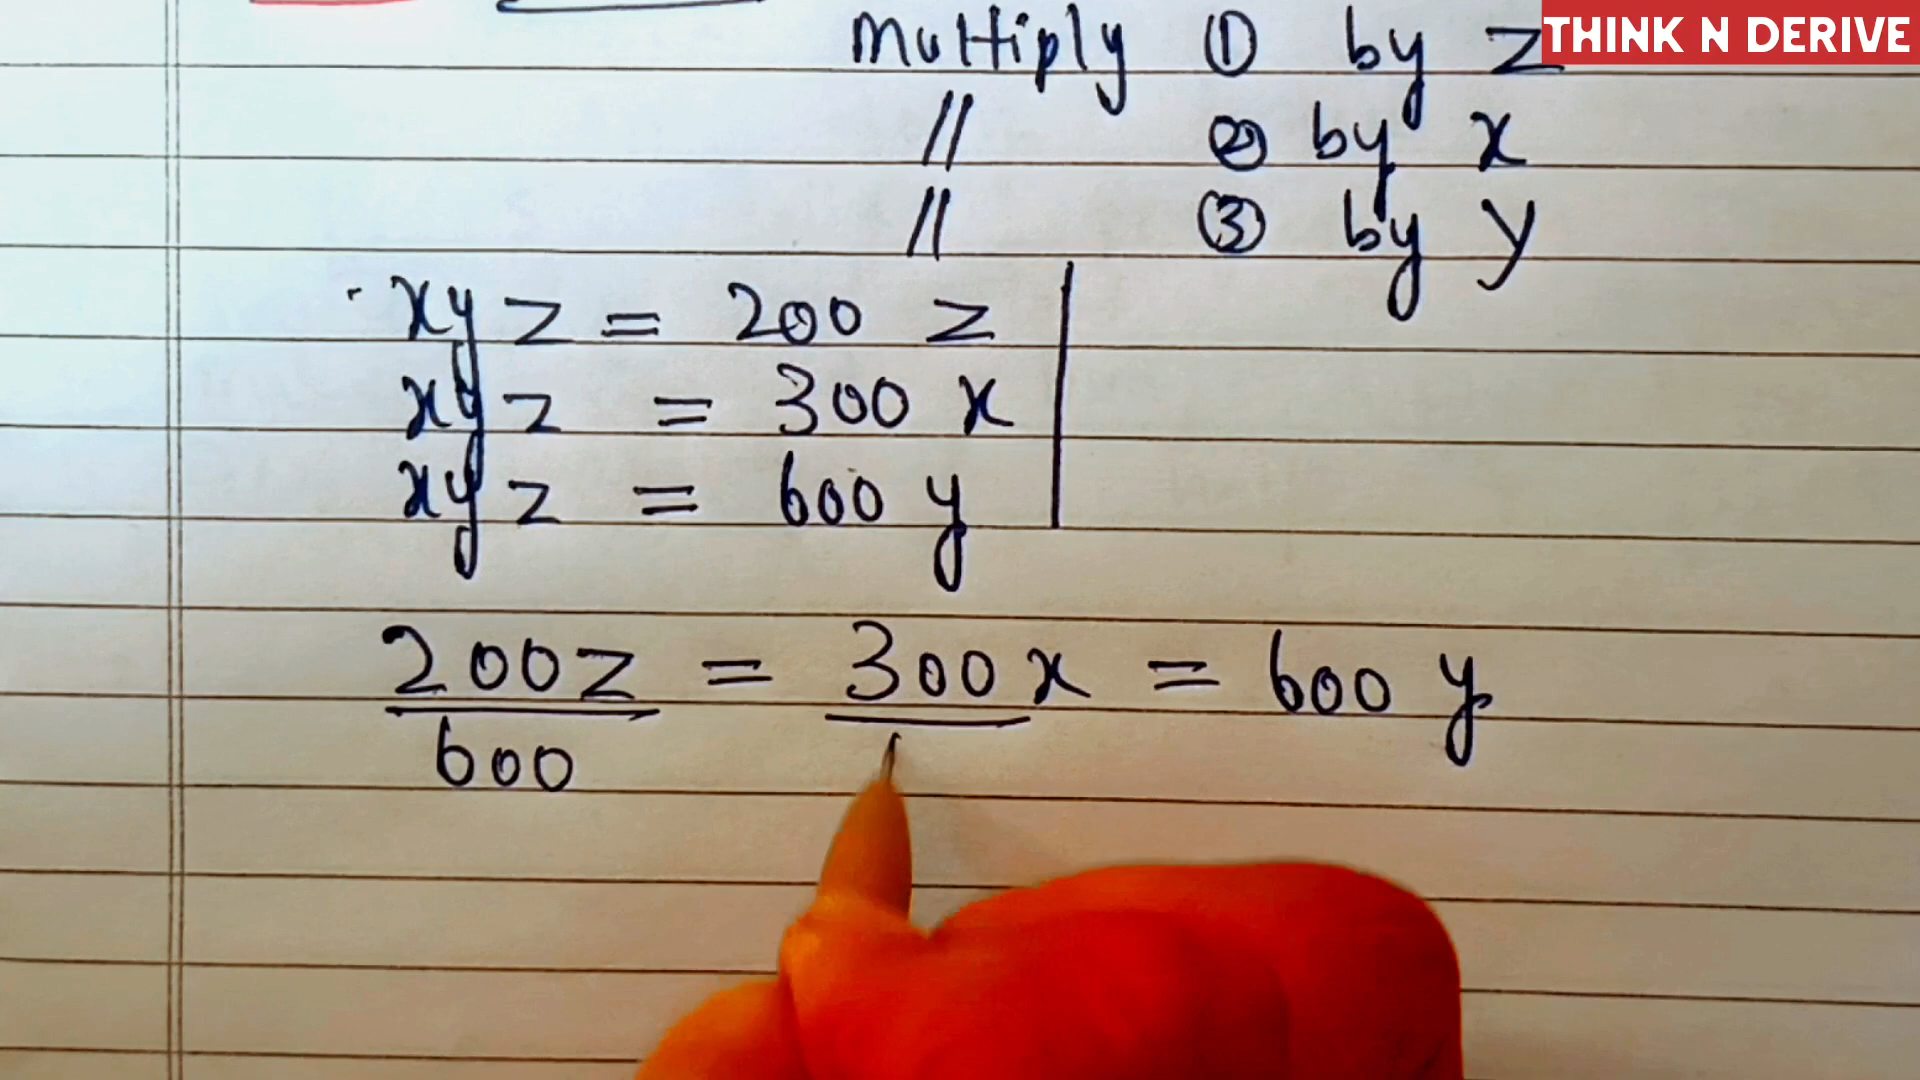 Multiply ① by z
THINK N DERIVE
// ② by x
// ③ by y
xyz = 200 z
xyz = 300 x
xyz = 600 y
200z = 300x = 600 y
600